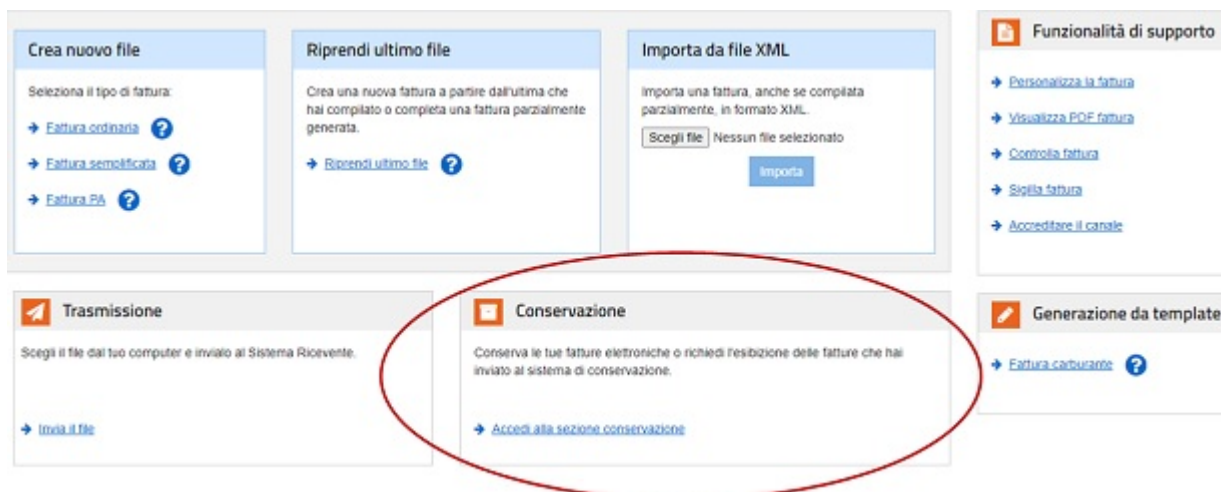 Crea nuovo file
Seleziona il tipo di fattura:
Fattura ordinaria ?
Fattura semplificata ?
Fattura PA ?
Riprendi ultimo file
Crea una nuova fattura a partire dall'ultima che
hai compilato o completa una fattura parzialmente
generata.
Riprendi ultimo file ?
Importa da file XML
Importa una fattura, anche se compilata
parzialmente, in formato XML.
Scegli file Nessun file selezionato
Importa
Funzionalità di supporto
Personalizza la fattura
Visualizza PDF fattura
Controlla fattura
Sigilla fattura
Accreditare il canale
Trasmissione
Scegli il file dal tuo computer e invialo al Sistema Ricevente.
Invia il file
Conservazione
Conserva le tue fatture elettroniche o richiedi l'esibizione delle fatture che hai
inviato al sistema di conservazione.
Accedi alla sezione conservazione
Generazione da template
Fattura carburante ?